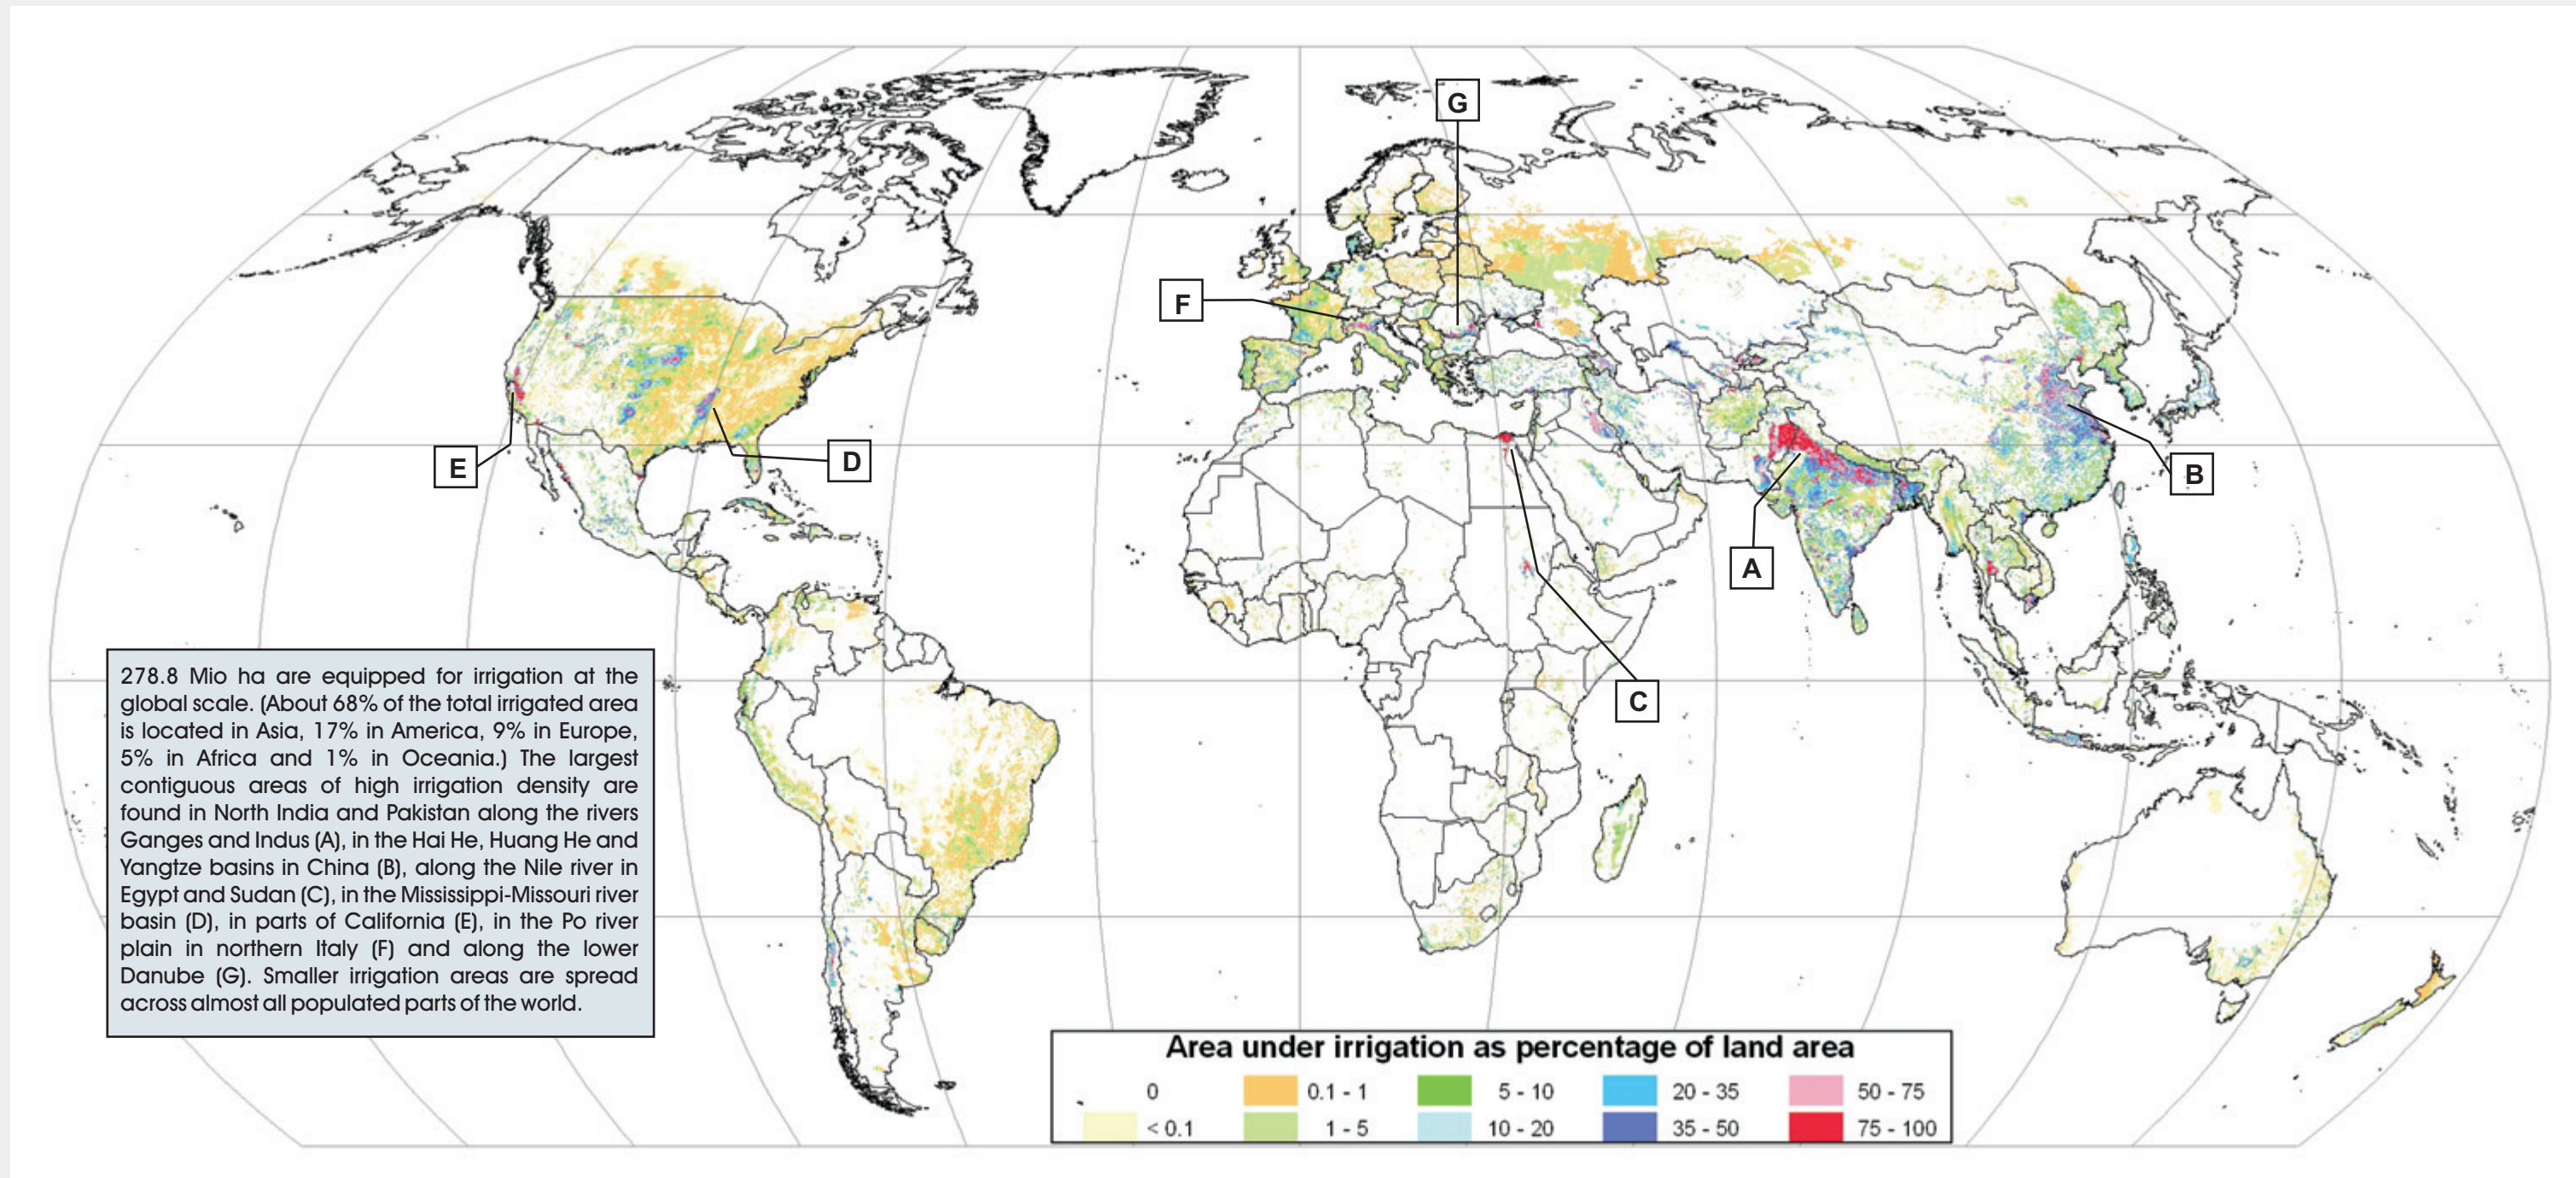 G
F
E
D
B
A
C
278.8 Mio ha are equipped for irrigation at the
global scale. (About 68% of the total irrigated area
is located in Asia, 17% in America, 9% in Europe,
5% in Africa and 1% in Oceania.) The largest
contiguous areas of high irrigation density are
found in North India and Pakistan along the rivers
Ganges and Indus (A), in the Hai He, Huang He and
Yangtze basins in China (B), along the Nile river in
Egypt and Sudan (C), in the Mississippi-Missouri river
basin (D), in parts of California (E), in the Po river
plain in northern Italy (F) and along the lower
Danube (G). Smaller irrigation areas are spread
across almost all populated parts of the world.
Area under irrigation as percentage of land area
0 0.1 - 1 5 - 10 20 - 35 50 - 75
< 0.1 1 - 5 10 - 20 35 - 50 75 - 100